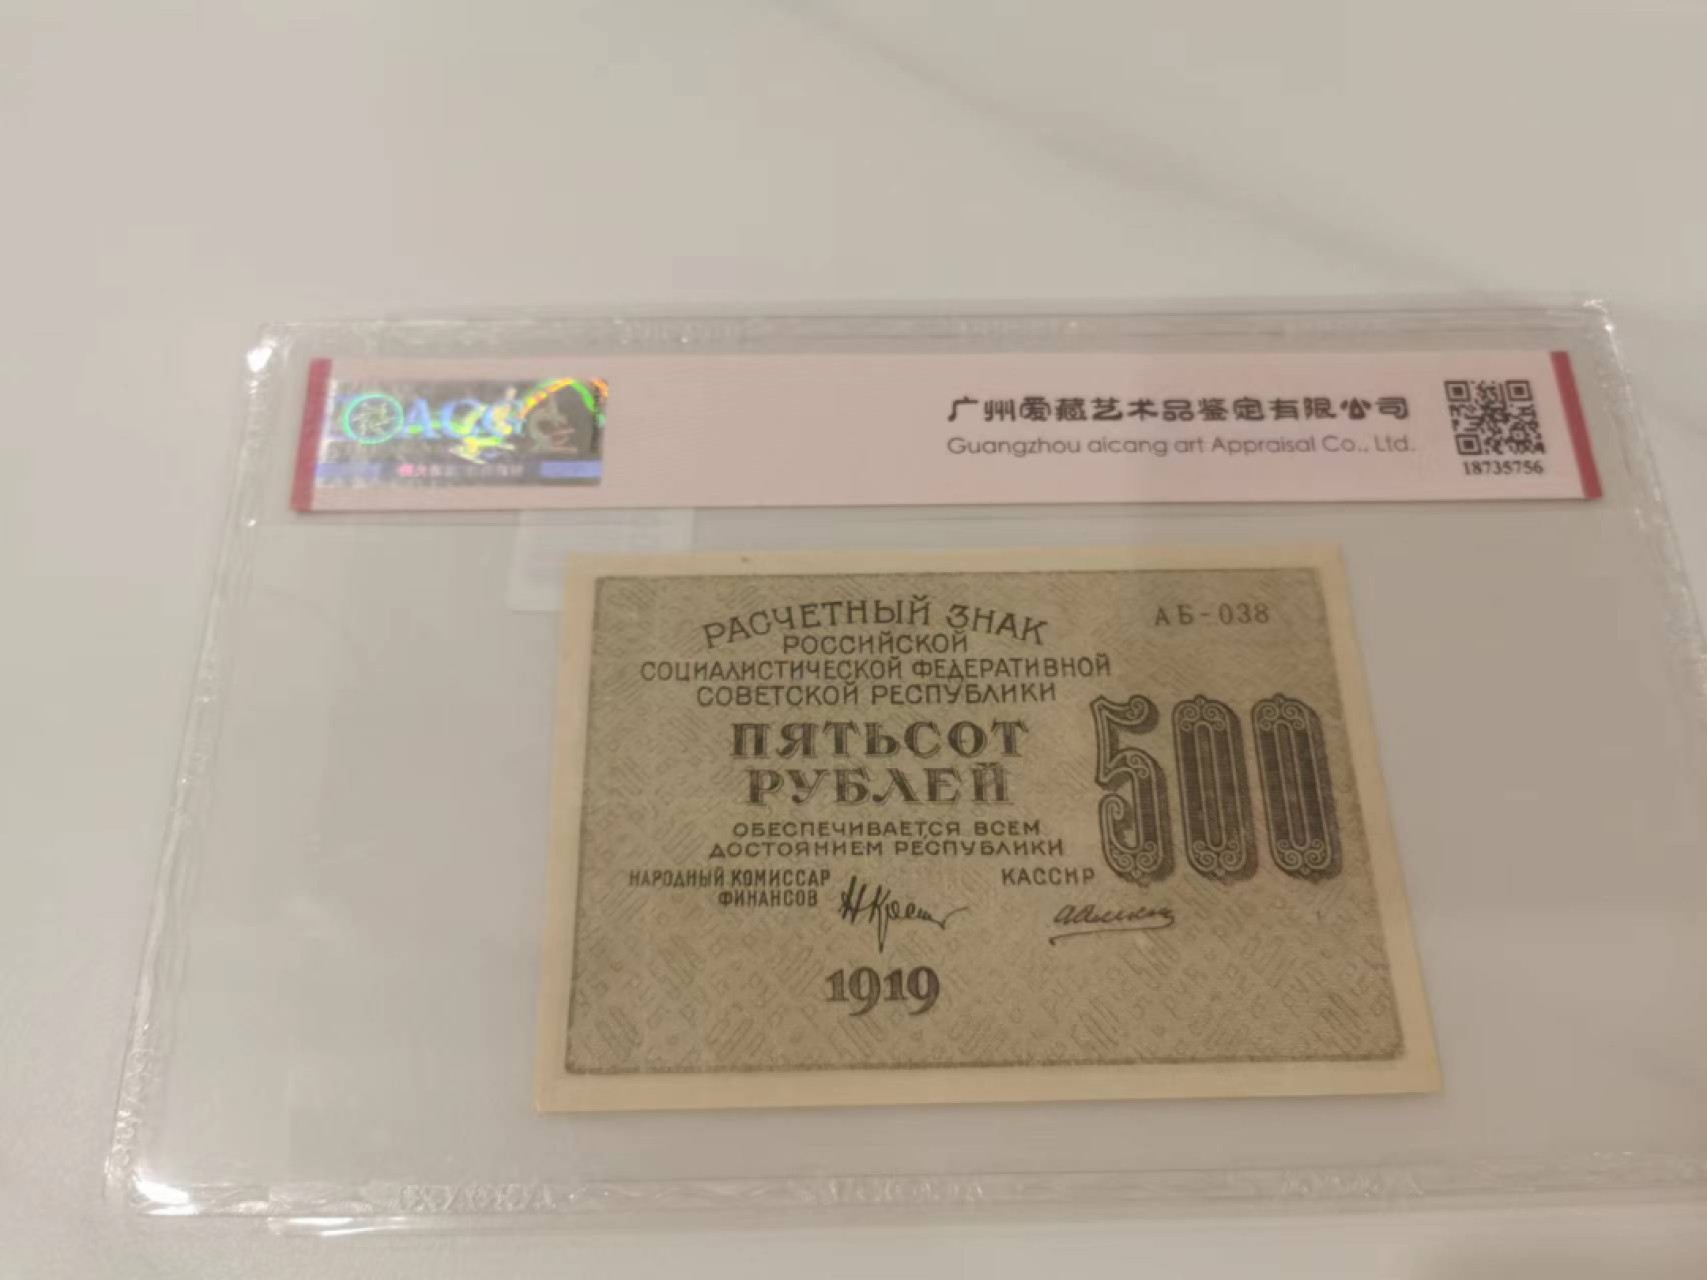 ACG
广州爱藏艺术品鉴定有限公司
Guangzhou aicang art Appraisal Co., Ltd.
18735756
РАСЧЕТНЫЙ ЗНАК
АБ-038
РОССИЙСКОЙ
СОЦИАЛИСТИЧЕСКОЙ ФЕДЕРАТИВНОЙ
СОВЕТСКОЙ РЕСПУБЛИКИ
ПЯТЬСОТ
РУБЛЕЙ
500
ОБЕСПЕЧИВАЕТСЯ ВСЕМ
ДОСТОЯНИЕМ РЕСПУБЛИКИ
НАРОДНЫЙ КОМИССАР
ФИНАНСОВ
КАССИР
1919